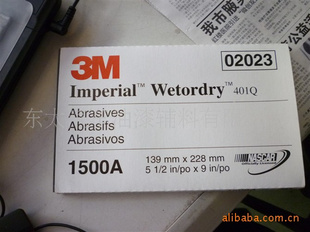 3M
02023
Imperial™ Wetordry™ 401Q
Abrasives
Abrasifs
Abrasivos
1500A
139 mm x 228 mm
5 1/2 in/po x 9 in/po
NASCAR
alibaba.com.cn